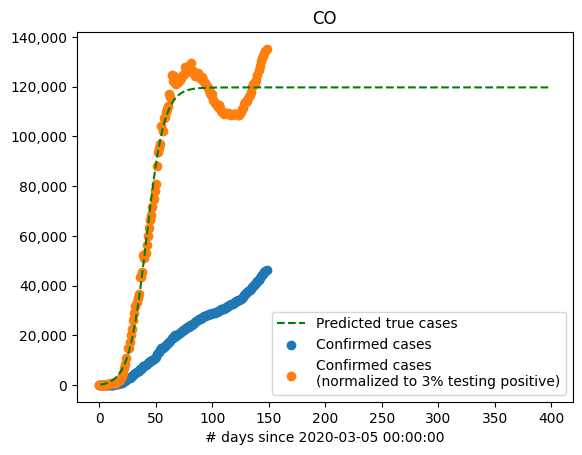 CO
140,000
120,000
100,000
80,000
60,000
40,000
20,000
0
0 50 100 150 200 250 300 350 400
# days since 2020-03-05 00:00:00
Predicted true cases
Confirmed cases
Confirmed cases
(normalized to 3% testing positive)